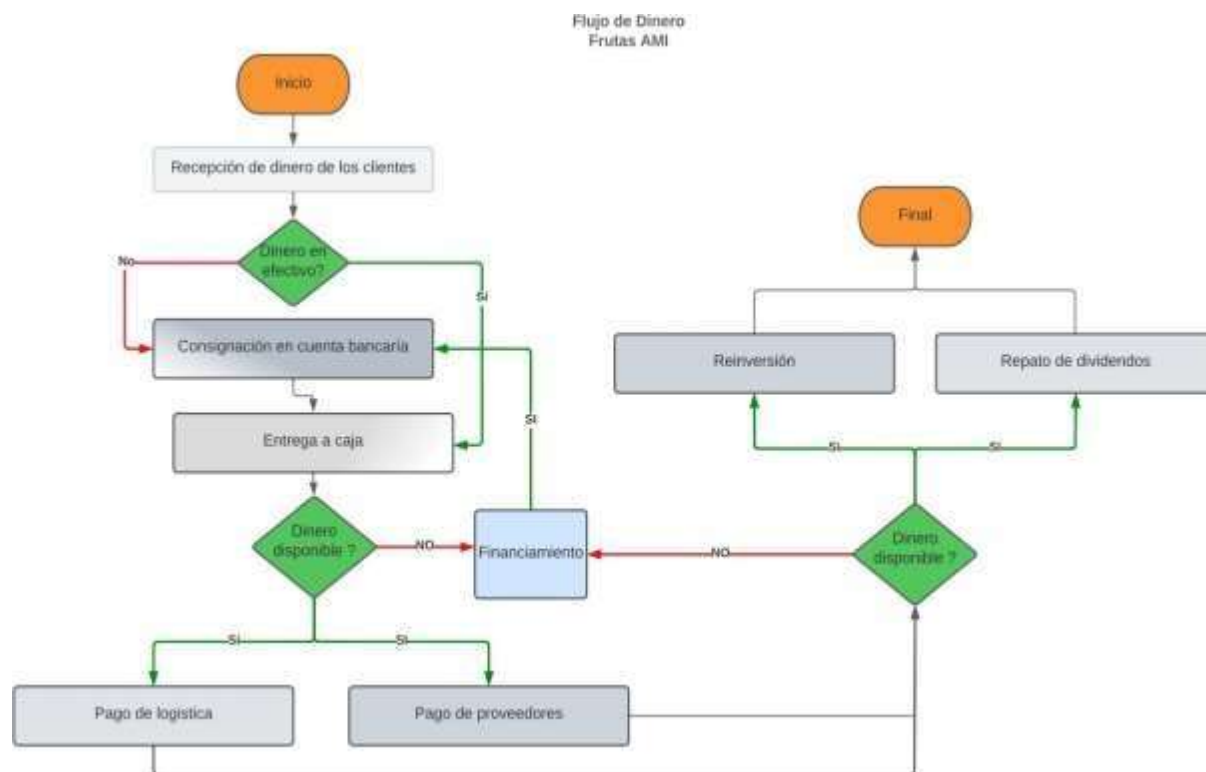 Flujo de Dinero
Frutas AMI
Inicio
Recepción de dinero de los clientes
Dinero en
efectivo?
No
Si
Consignación en cuenta bancaría
Entrega a caja
Dinero
disponible ?
NO
Si
Financiamiento
NO
Dinero
disponible ?
Si
Si
Reinversión
Repato de dividendos
Final
Si
Si
Pago de logistica
Pago de proveedores